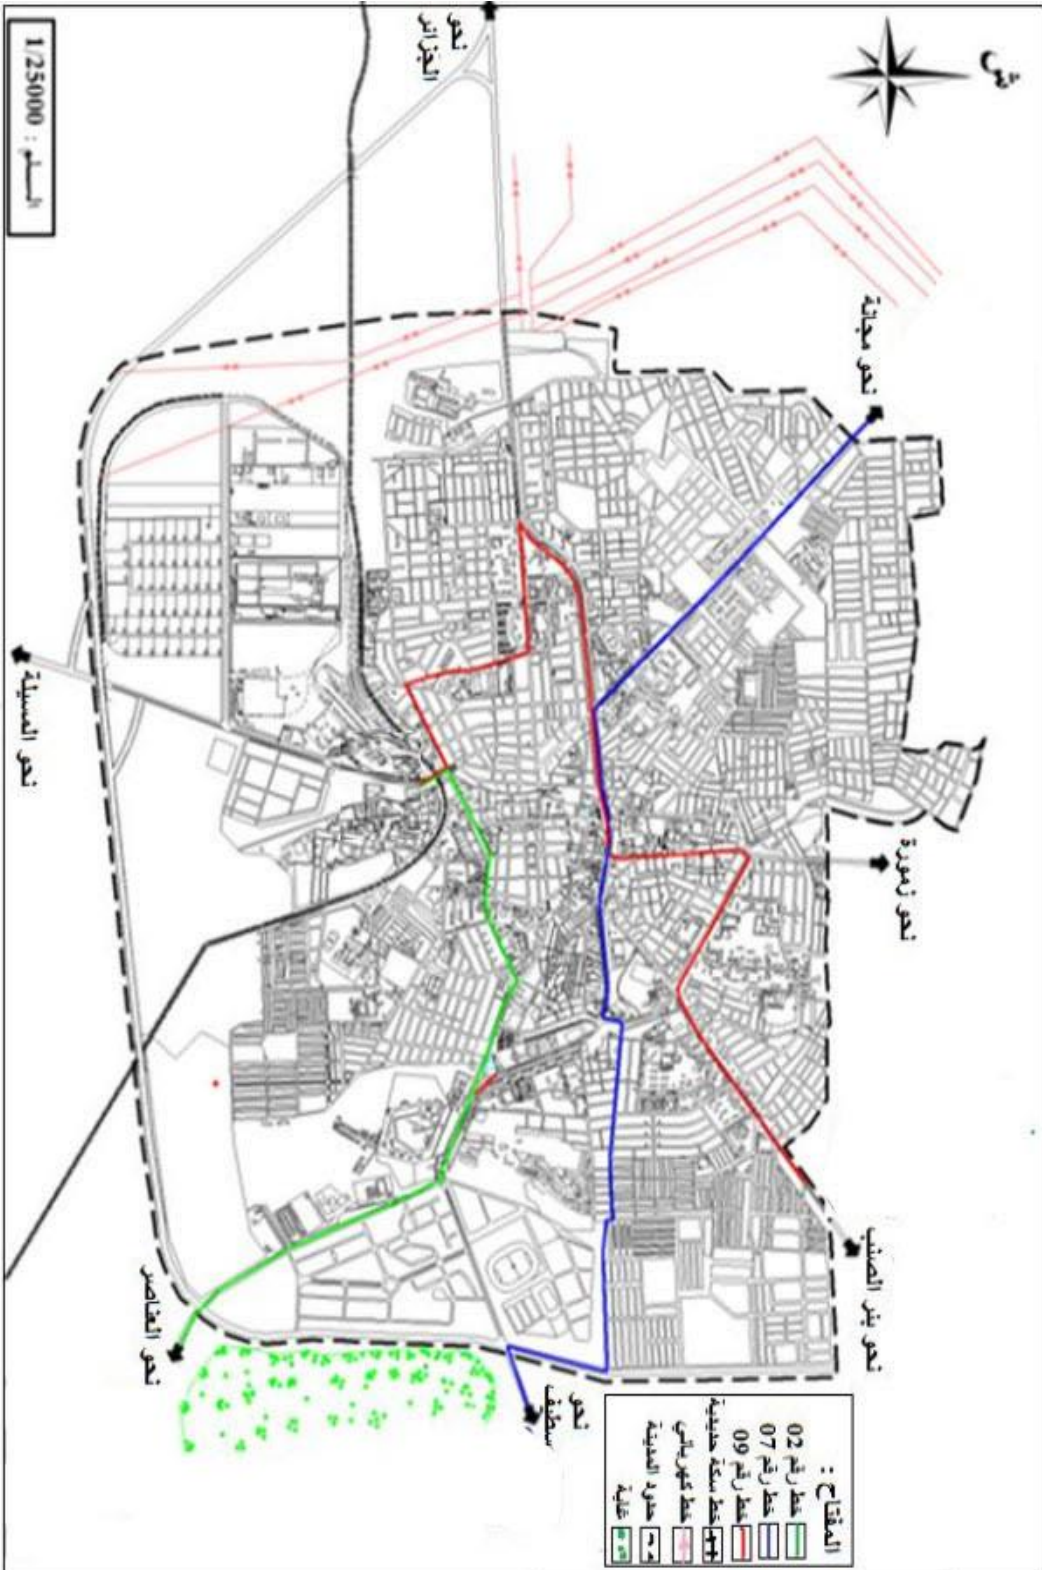 ش
نحو
الجزائر
السلم : 1/25000
نحو مجانة
نحو زمورة
نحو المسيلة
نحو بئر الصنب
نحو العناصر
نحو
سطيف
المفتاح :
خط رقم 02
خط رقم 07
خط رقم 09
خط سكة حديدية
خط كهربائي
حدود المدينة
غابة